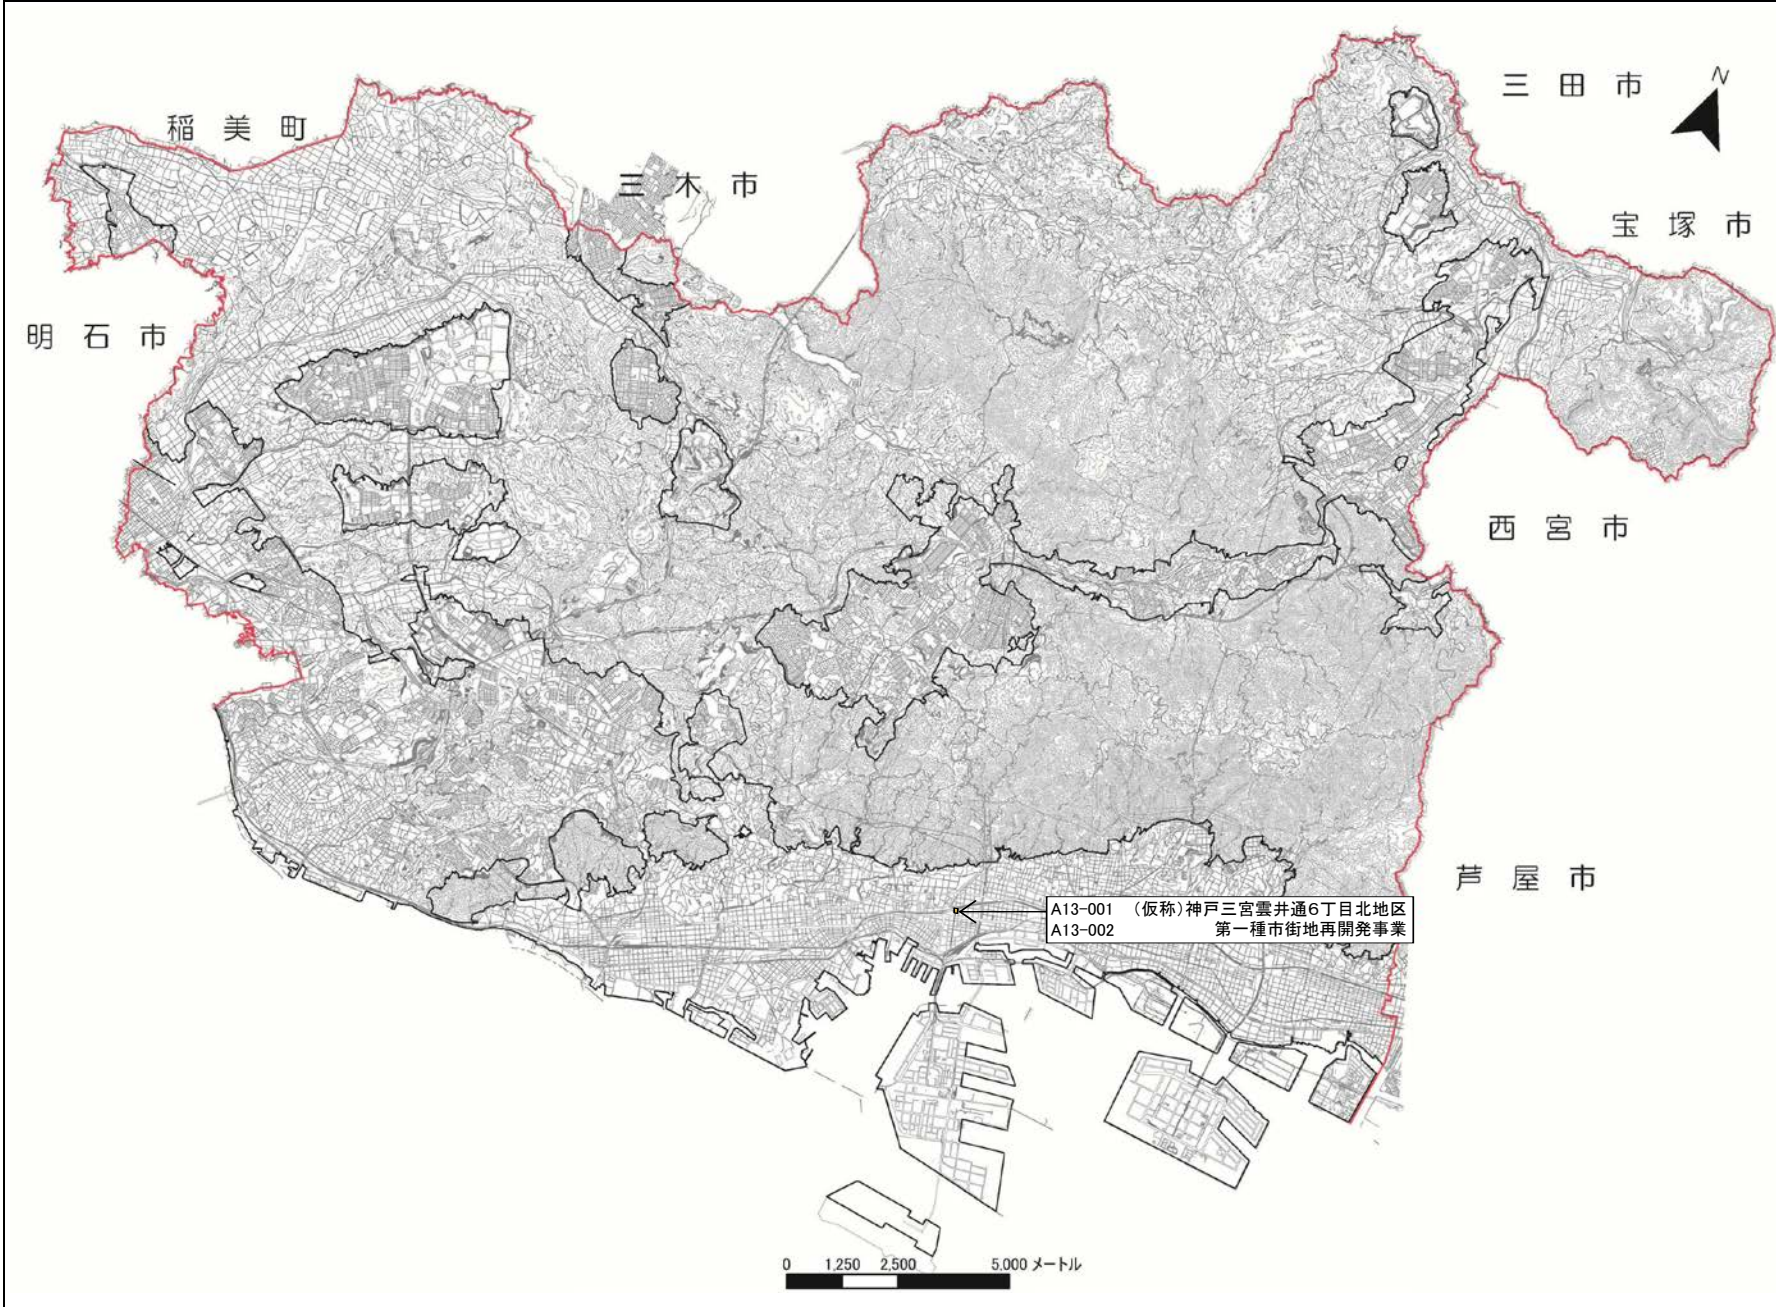 三田市
N
稲美町
三木市
宝塚市
明石市
西宮市
芦屋市
A13-001 (仮称)神戸三宮雲井通6丁目北地区
A13-002 第一種市街地再開発事業
0 1,250 2,500 5,000 メートル